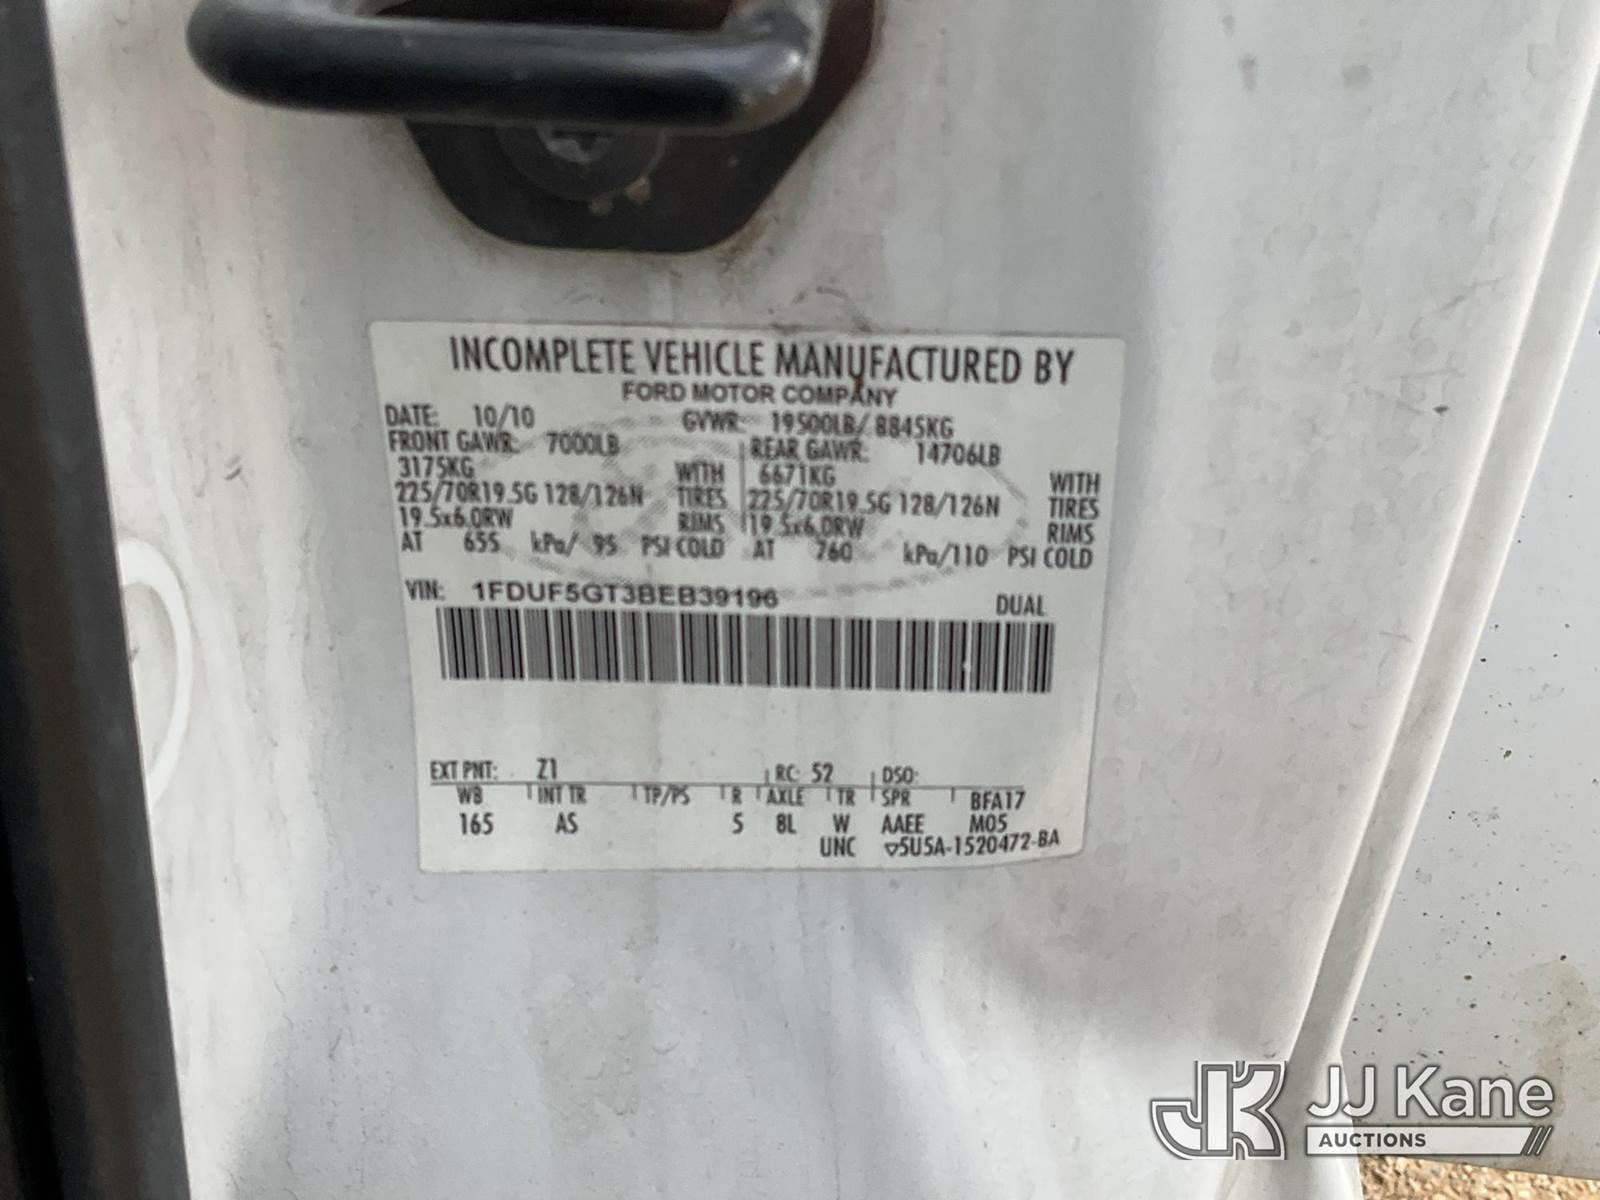 INCOMPLETE VEHICLE MANUFACTURED BY
FORD MOTOR COMPANY
DATE: 10/10 GVWR: 19500LB/ 8845KG
FRONT GAWR: 7000LB REAR GAWR: 14706LB
3175KG WITH 6671KG WITH
225/70R19.5G 128/126N TIRES 225/70R19.5G 128/126N TIRES
19.5x6.0RW RIMS 19.5x6.0RW RIMS
AT 655 kPa/ 95 PSI COLD AT 760 kPa/110 PSI COLD
VIN: 1FDUF5GT3BEB39196 DUAL
EXT PNT: Z1 RC: 52 DSO:
WB INT TR TP/PS R AXLE TR SPR BFA17
165 AS 5 8L W AAEE M05
UNC ▽5U5A-1520472-BA
JK JJ Kane
AUCTIONS